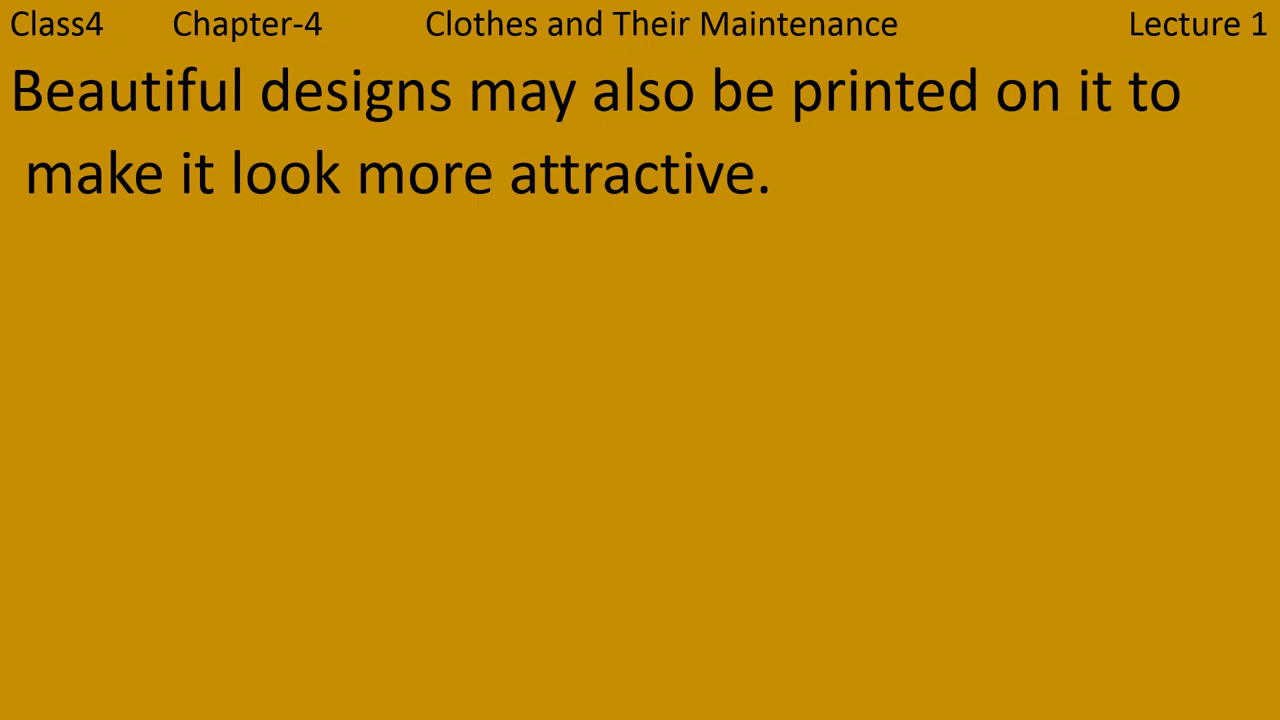 Class4 Chapter-4 Clothes and Their Maintenance Lecture 1
Beautiful designs may also be printed on it to
make it look more attractive.